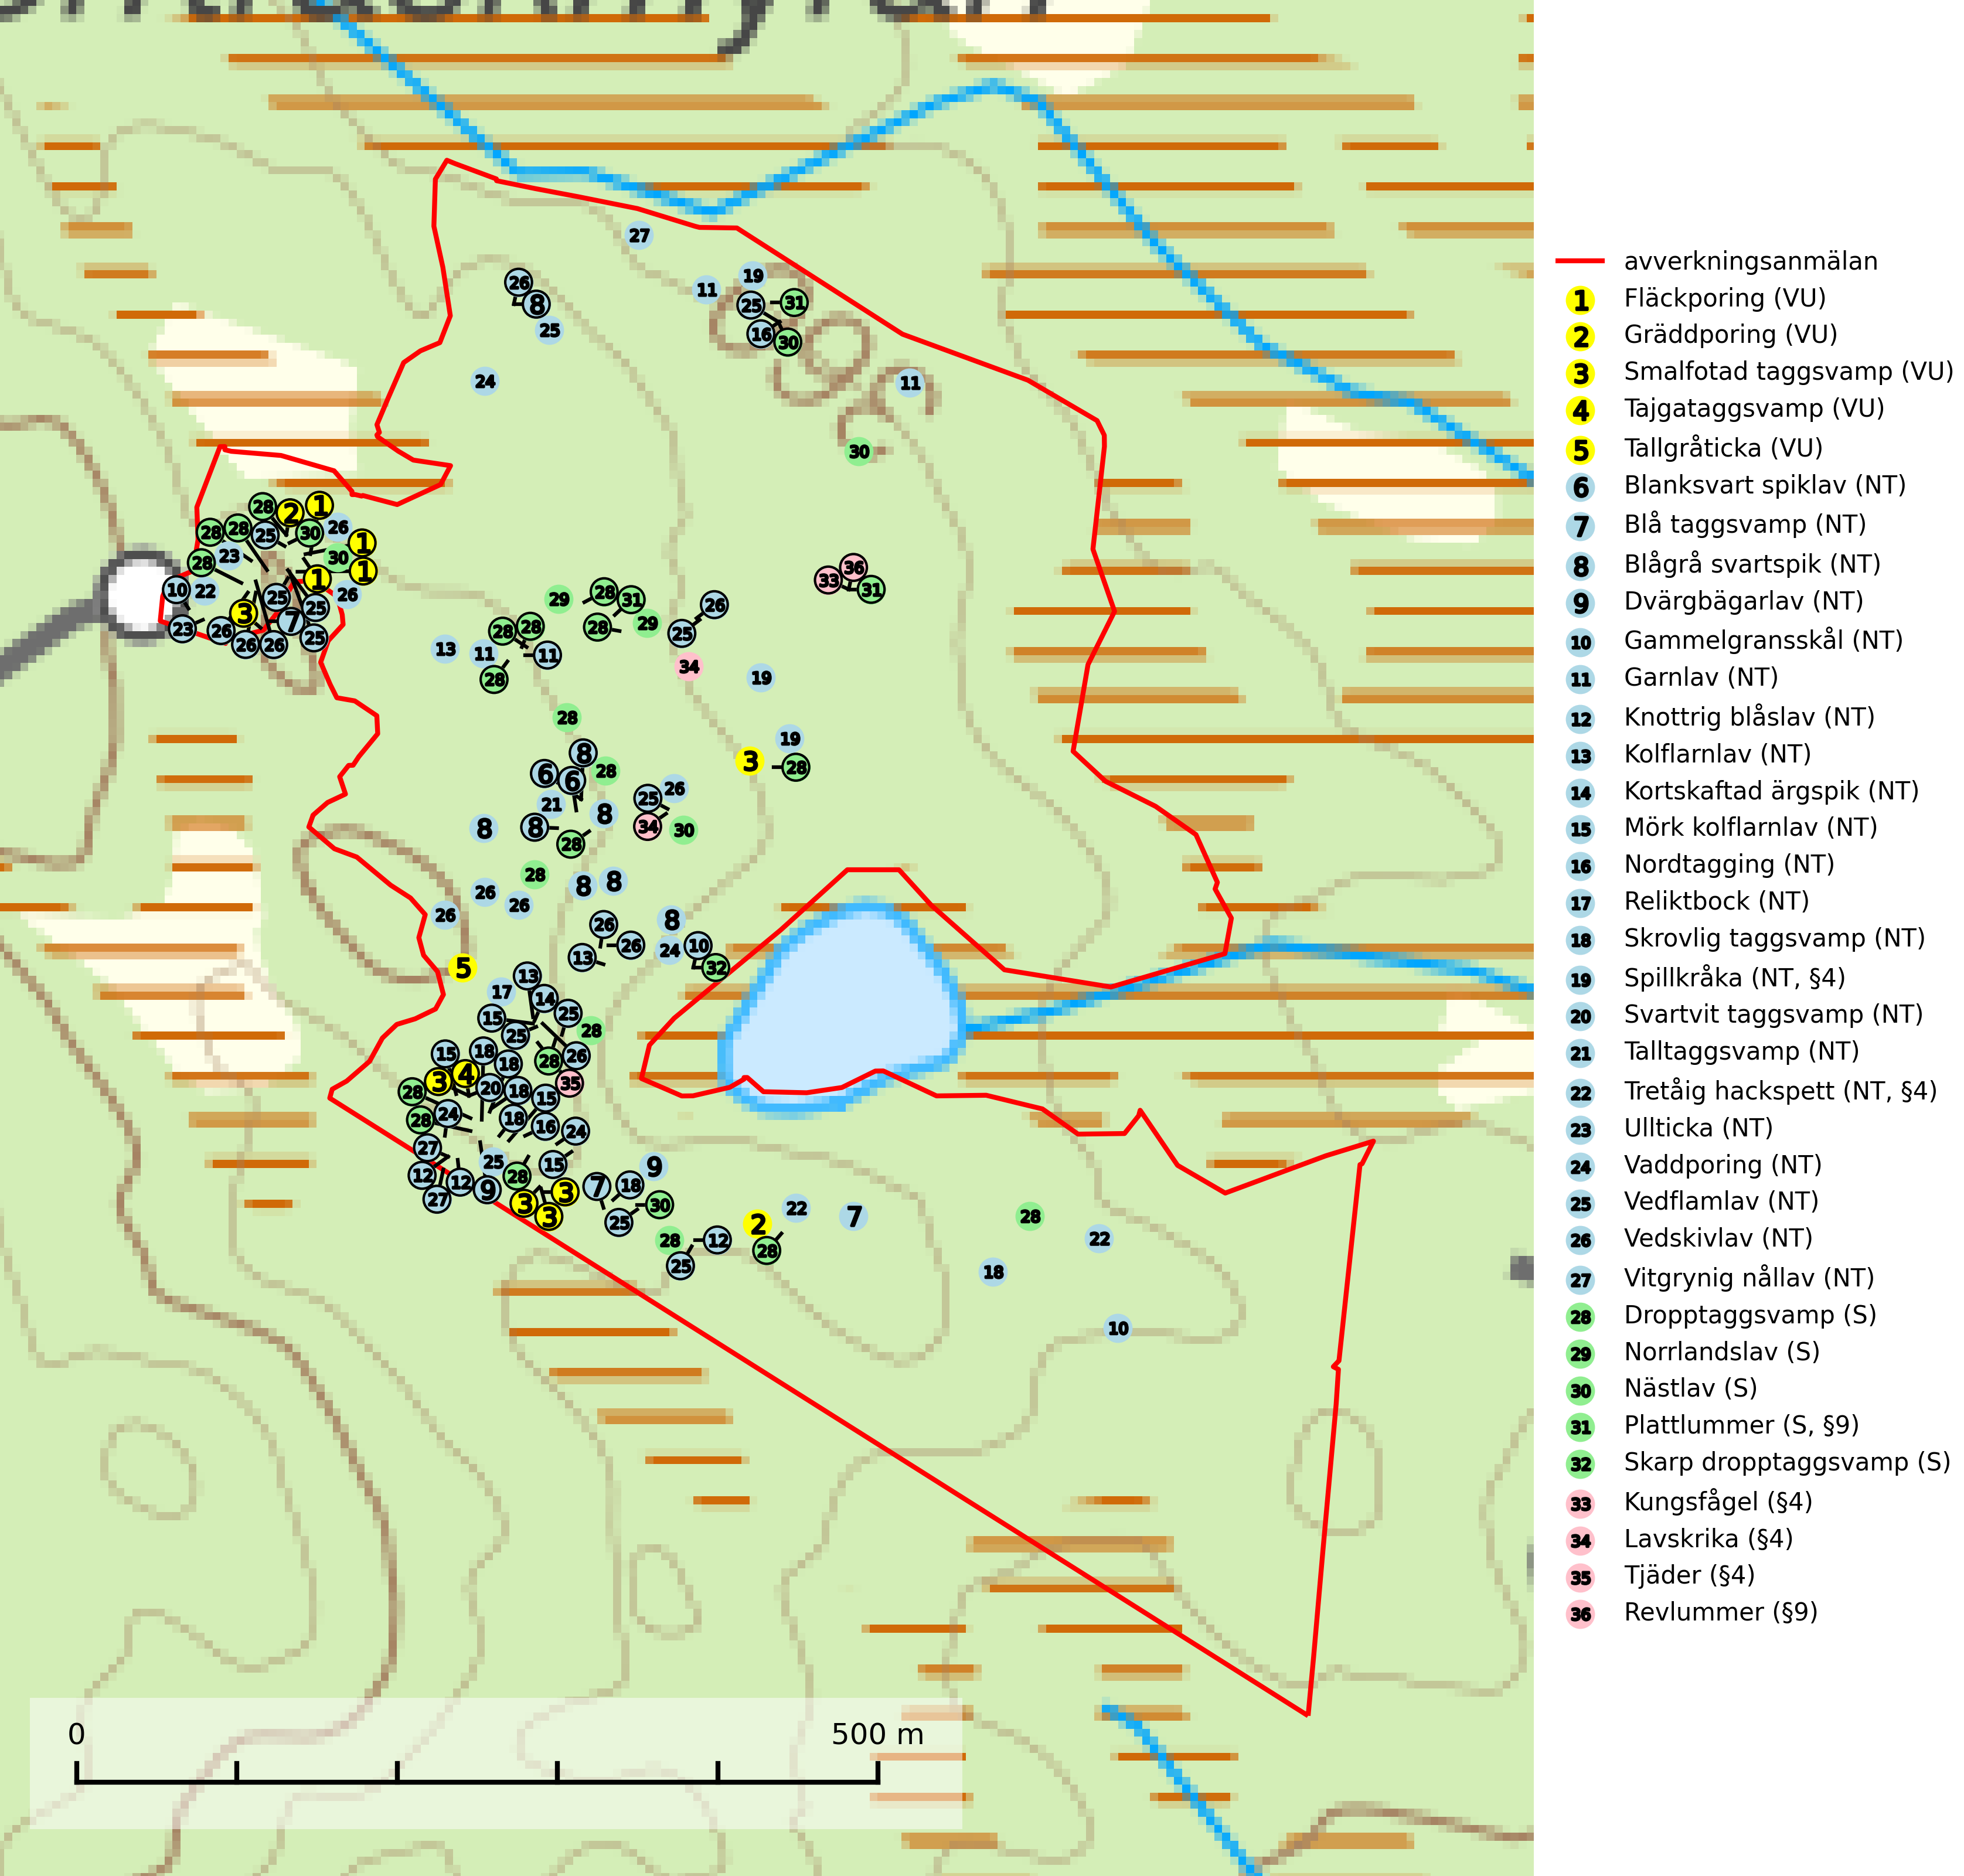 avverkningsanmälan
1 Fläckporing (VU)
2 Gräddporing (VU)
3 Smalfotad taggsvamp (VU)
4 Tajgataggsvamp (VU)
5 Tallgråticka (VU)
6 Blanksvart spiklav (NT)
7 Blå taggsvamp (NT)
8 Blågrå svartspik (NT)
9 Dvärgbägarlav (NT)
10 Gammelgransskål (NT)
11 Garnlav (NT)
12 Knottrig blåslav (NT)
13 Kolflarnlav (NT)
14 Kortskaftad ärgspik (NT)
15 Mörk kolflarnlav (NT)
16 Nordtagging (NT)
17 Reliktbock (NT)
18 Skrovlig taggsvamp (NT)
19 Spillkråka (NT, §4)
20 Svartvit taggsvamp (NT)
21 Talltaggsvamp (NT)
22 Tretåig hackspett (NT, §4)
23 Ullticka (NT)
24 Vaddporing (NT)
25 Vedflamlav (NT)
26 Vedskivlav (NT)
27 Vitgrynig nållav (NT)
28 Dropptaggsvamp (S)
29 Norrlandslav (S)
30 Nästlav (S)
31 Plattlummer (S, §9)
32 Skarp dropptaggsvamp (S)
33 Kungsfågel (§4)
34 Lavskrika (§4)
35 Tjäder (§4)
36 Revlummer (§9)
0 500 m